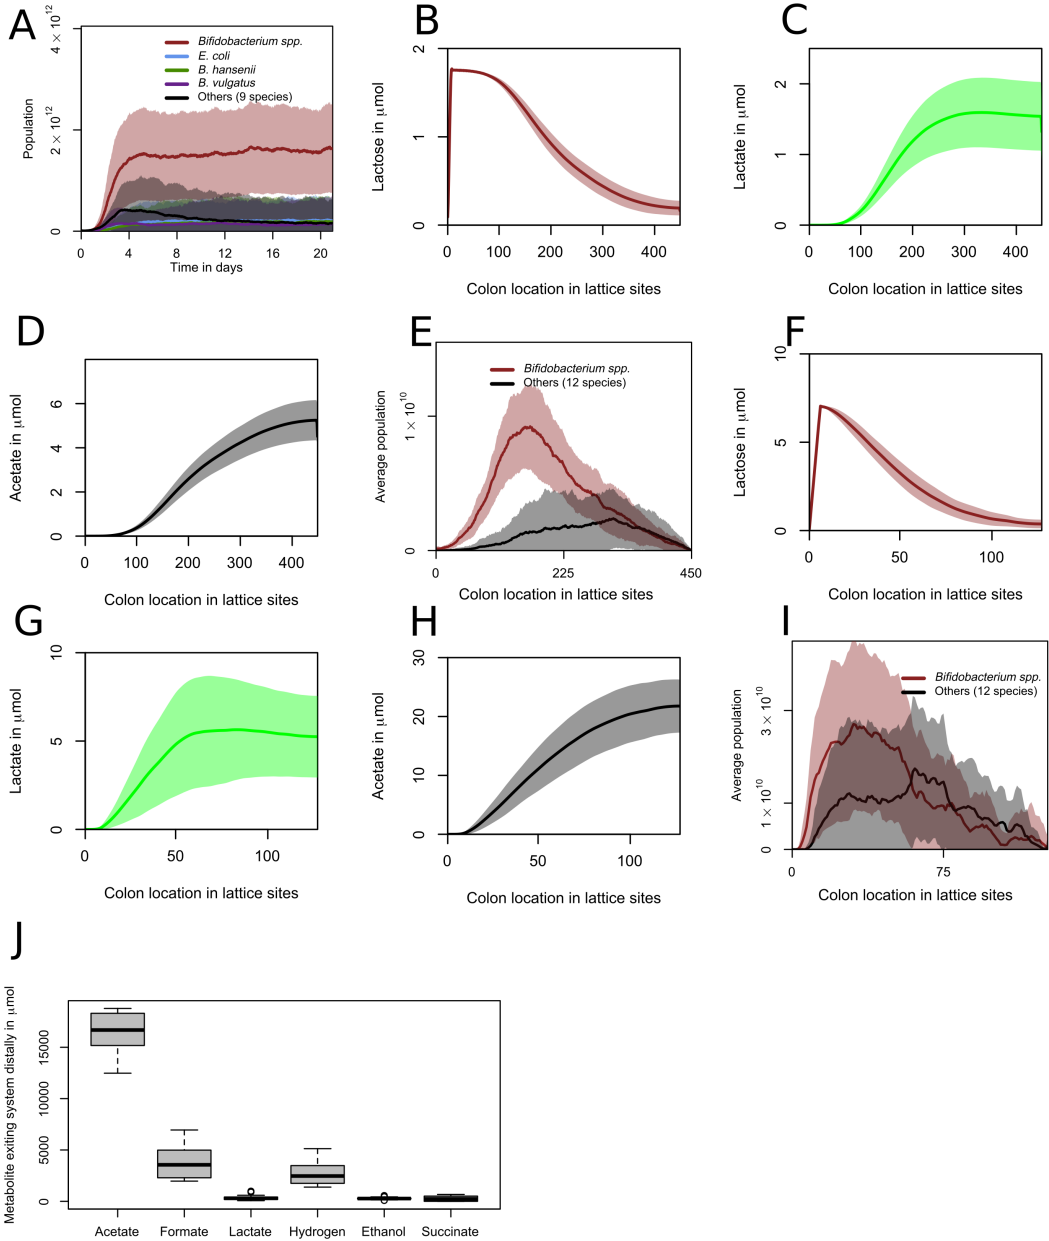 A
Population
0
2 × 10^12
4 × 10^12
Bifidobacterium spp.
E. coli
B. hansenii
B. vulgatus
Others (9 species)
0 4 8 12 16 20
Time in days
B
Lactose in μmol
2
1
0
0 100 200 300 400
Colon location in lattice sites
C
Lactate in μmol
2
1
0
0 100 200 300 400
Colon location in lattice sites
D
Acetate in μmol
6
4
2
0
0 100 200 300 400
Colon location in lattice sites
E
Average population
0
1 × 10^10
Bifidobacterium spp.
Others (12 species)
0 225 450
Colon location in lattice sites
F
Lactose in μmol
10
5
0
0 50 100
Colon location in lattice sites
G
Lactate in μmol
10
5
0
0 50 100
Colon location in lattice sites
H
Acetate in μmol
30
20
10
0
0 50 100
Colon location in lattice sites
I
Average population
0
1 × 10^10
3 × 10^10
Bifidobacterium spp.
Others (12 species)
0 75
Colon location in lattice sites
J
Metabolite exiting system distally in μmol
15000
10000
5000
0
Acetate Formate Lactate Hydrogen Ethanol Succinate